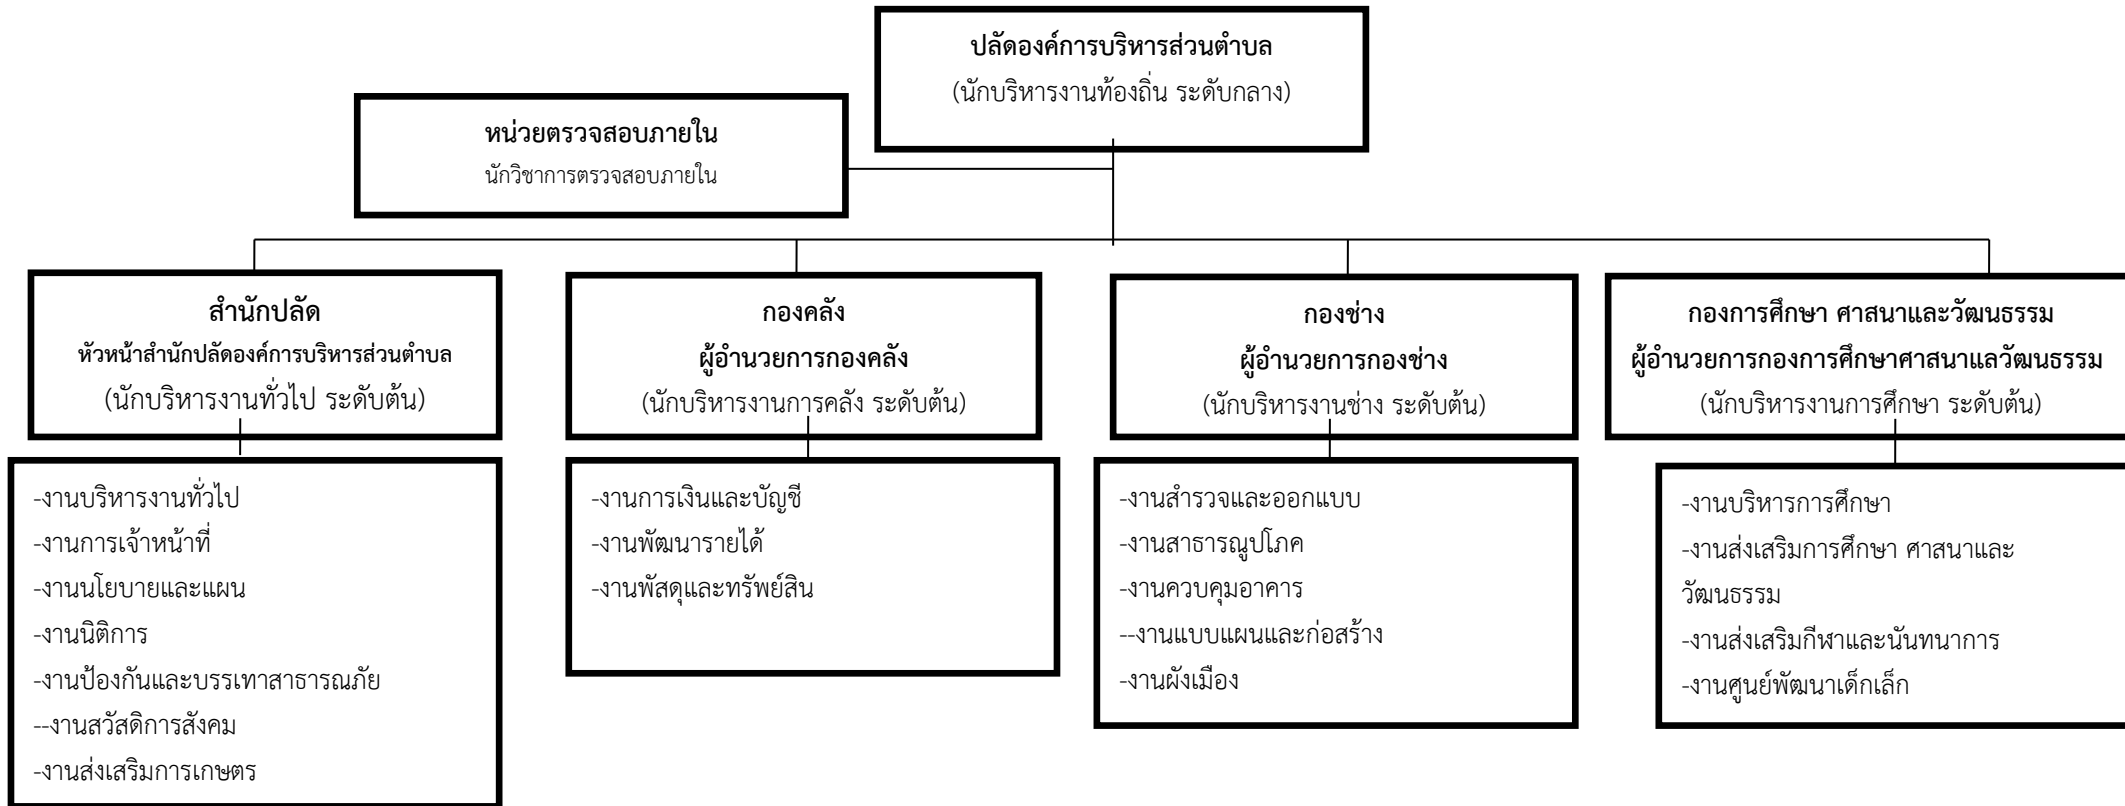 ปลัดองค์การบริหารส่วนตำบล
(นักบริหารงานท้องถิ่น ระดับกลาง)
หน่วยตรวจสอบภายใน
นักวิชาการตรวจสอบภายใน
สำนักปลัด
หัวหน้าสำนักปลัดองค์การบริหารส่วนตำบล
(นักบริหารงานทั่วไป ระดับต้น)
กองคลัง
ผู้อำนวยการกองคลัง
(นักบริหารงานการคลัง ระดับต้น)
กองช่าง
ผู้อำนวยการกองช่าง
(นักบริหารงานช่าง ระดับต้น)
กองการศึกษา ศาสนาและวัฒนธรรม
ผู้อำนวยการกองการศึกษาศาสนาแลวัฒนธรรม
(นักบริหารงานการศึกษา ระดับต้น)
-งานบริหารงานทั่วไป
-งานการเจ้าหน้าที่
-งานนโยบายและแผน
-งานนิติการ
-งานป้องกันและบรรเทาสาธารณภัย
--งานสวัสดิการสังคม
-งานส่งเสริมการเกษตร
-งานการเงินและบัญชี
-งานพัฒนารายได้
-งานพัสดุและทรัพย์สิน
-งานสำรวจและออกแบบ
-งานสาธารณูปโภค
-งานควบคุมอาคาร
--งานแบบแผนและก่อสร้าง
-งานผังเมือง
-งานบริหารการศึกษา
-งานส่งเสริมการศึกษา ศาสนาและ
วัฒนธรรม
-งานส่งเสริมกีฬาและนันทนาการ
-งานศูนย์พัฒนาเด็กเล็ก